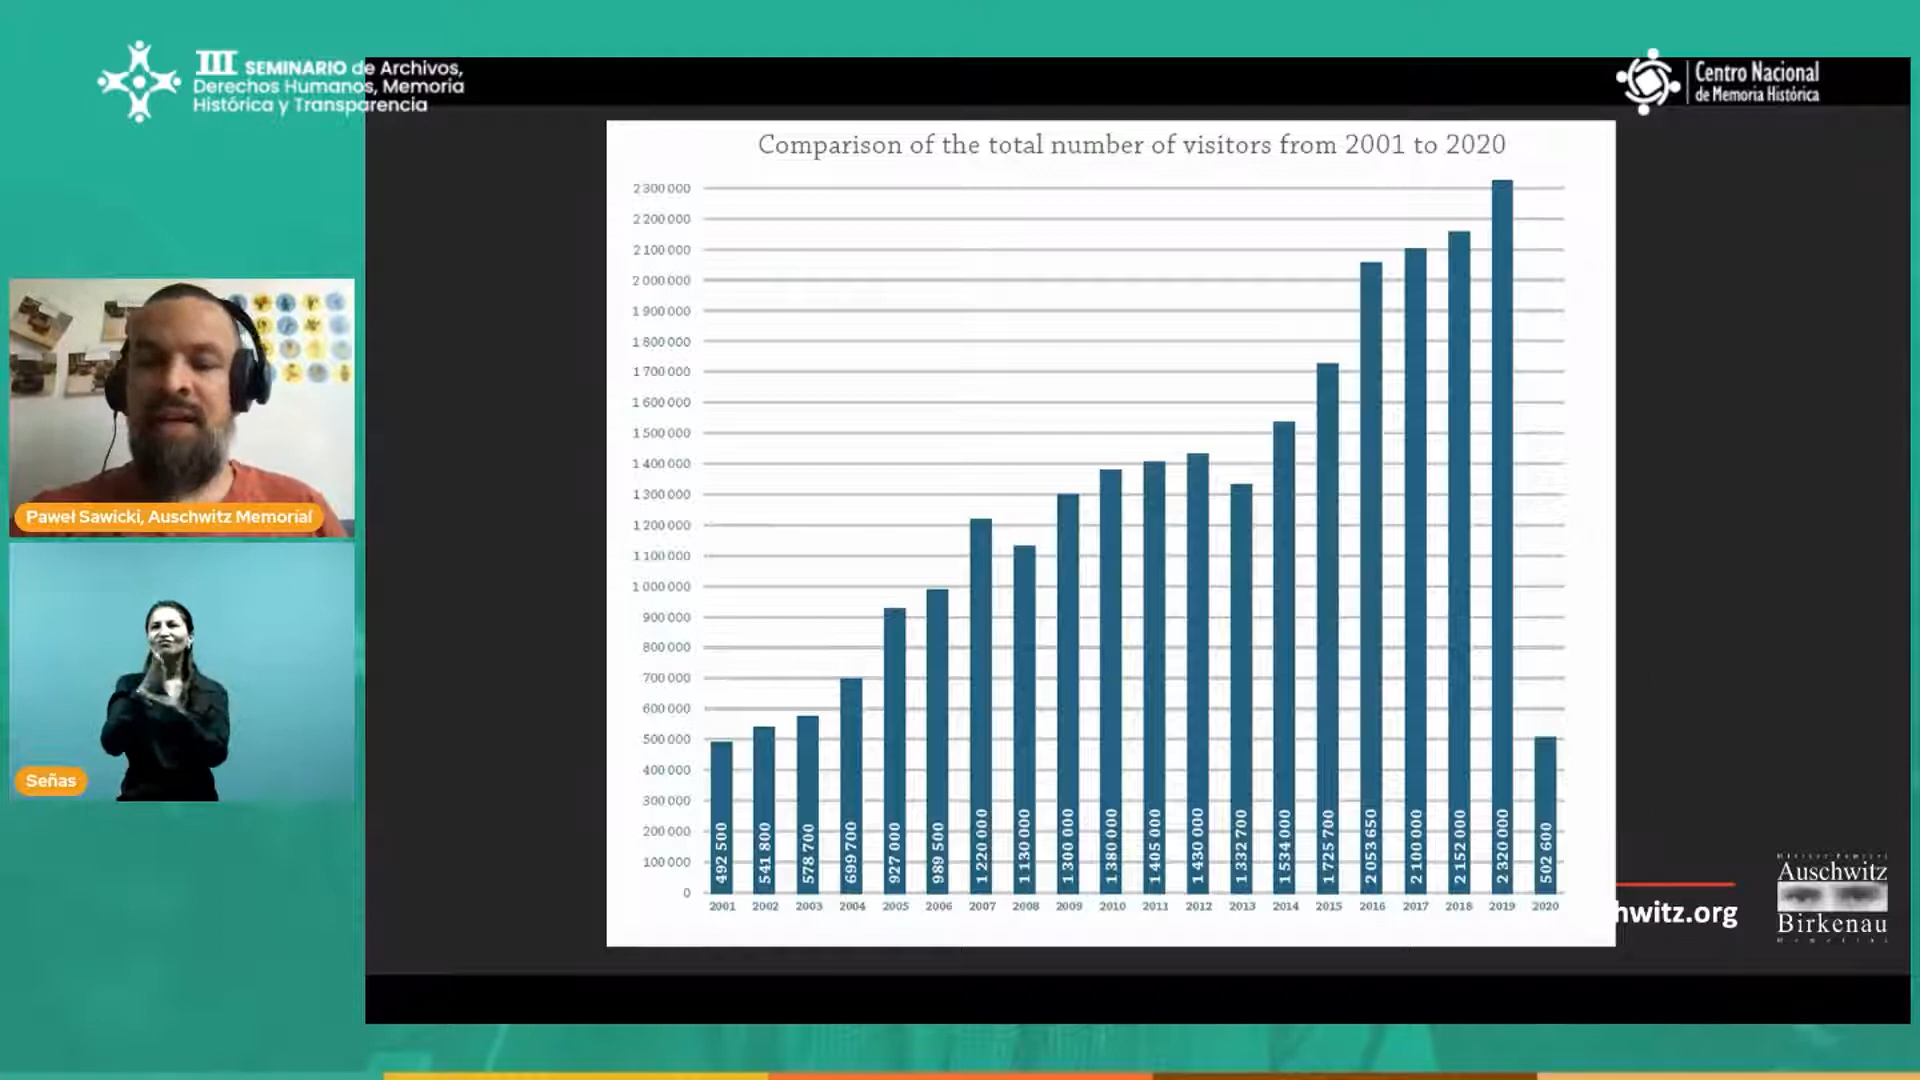 III SEMINARIO de Archivos,
Derechos Humanos, Memoria
Histórica y Transparencia
Centro Nacional
de Memoria Histórica
Comparison of the total number of visitors from 2001 to 2020
2 300 000
2 200 000
2 100 000
2 000 000
1 900 000
1 800 000
1 700 000
1 600 000
1 500 000
1 400 000
1 300 000
1 200 000
1 100 000
1 000 000
900 000
800 000
700 000
600 000
500 000
400 000
300 000
200 000
100 000
0
492 500
541 800
578 700
699 700
927 000
989 500
1 220 000
1 130 000
1 300 000
1 380 000
1 405 000
1 430 000
1 332 700
1 534 000
1 725 700
2 053 650
2 100 000
2 152 000
2 320 000
502 600
2001 2002 2003 2004 2005 2006 2007 2008 2009 2010 2011 2012 2013 2014 2015 2016 2017 2018 2019 2020
Paweł Sawicki, Auschwitz Memorial
Señas
hwitz.org
Auschwitz
Birkenau